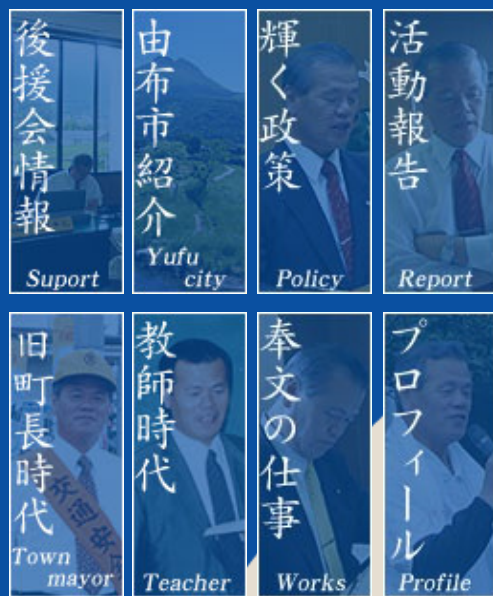 後援会情報
Suport
由布市紹介
Yufu
city
輝く政策
Policy
活動報告
Report
旧町長時代
Town
mayor
教師時代
Teacher
奉文の仕事
Works
プロフィール
Profile